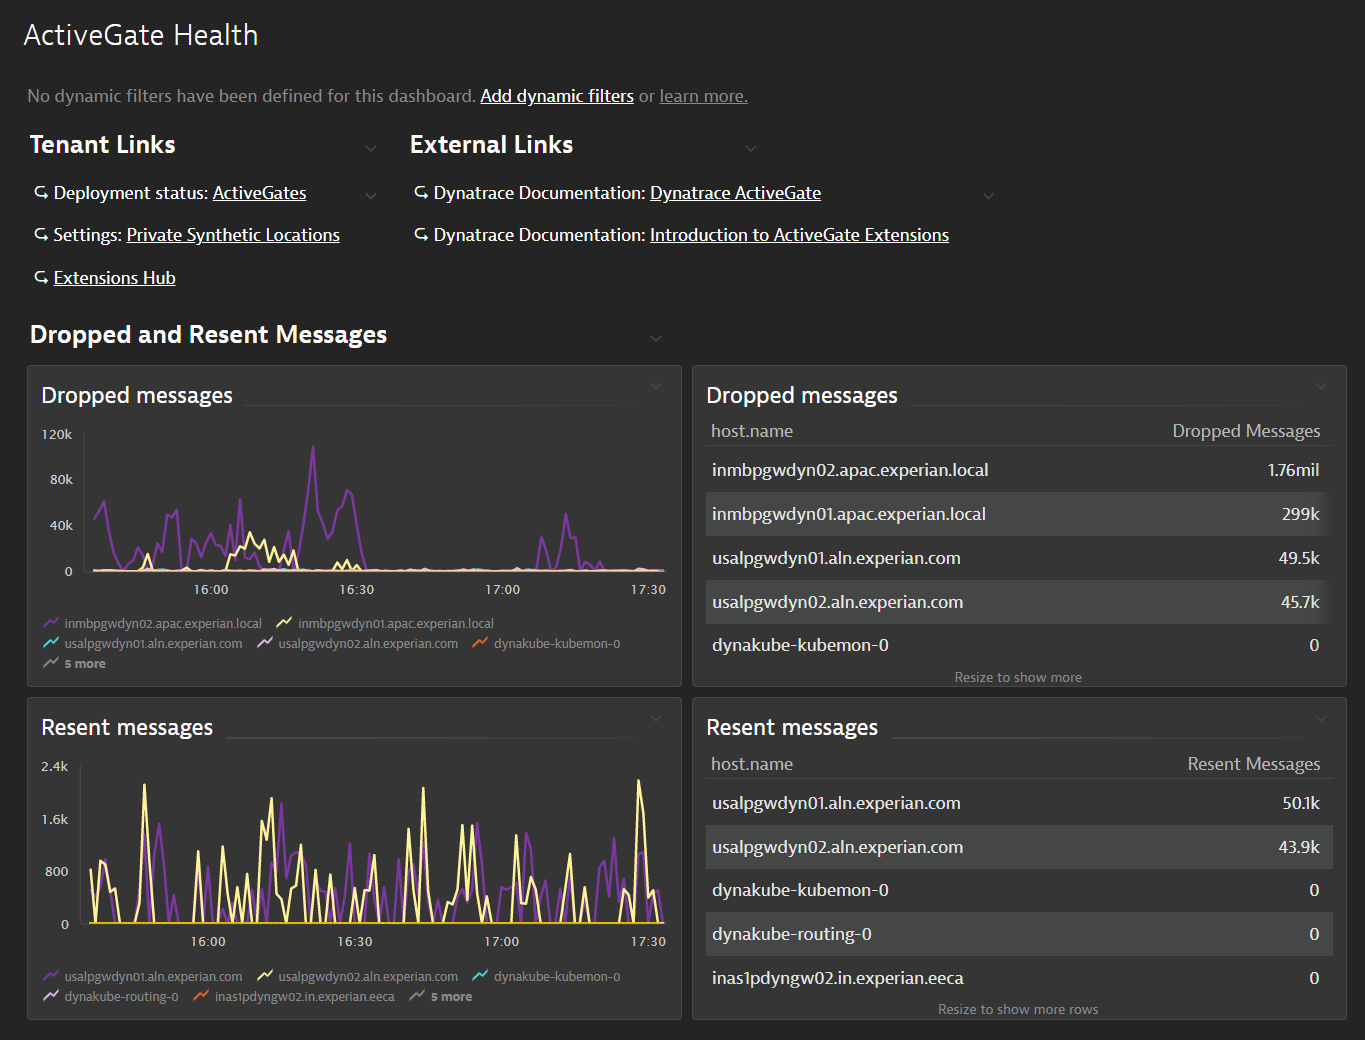 ActiveGate Health
No dynamic filters have been defined for this dashboard. Add dynamic filters or learn more.
Tenant Links
External Links
Deployment status: ActiveGates
Dynatrace Documentation: Dynatrace ActiveGate
Settings: Private Synthetic Locations
Dynatrace Documentation: Introduction to ActiveGate Extensions
Extensions Hub
Dropped and Resent Messages
Dropped messages
120k
80k
40k
0
16:00 16:30 17:00 17:30
inmbpgwdyn02.apac.experian.local inmbpgwdyn01.apac.experian.local
usalpgwdyn01.aln.experian.com usalpgwdyn02.aln.experian.com dynakube-kubemon-0
5 more
Dropped messages
host.name Dropped Messages
inmbpgwdyn02.apac.experian.local 1.76mil
inmbpgwdyn01.apac.experian.local 299k
usalpgwdyn01.aln.experian.com 49.5k
usalpgwdyn02.aln.experian.com 45.7k
dynakube-kubemon-0 0
Resize to show more
Resent messages
2.4k
1.6k
800
0
16:00 16:30 17:00 17:30
usalpgwdyn01.aln.experian.com usalpgwdyn02.aln.experian.com dynakube-kubemon-0
dynakube-routing-0 inas1pdyngw02.in.experian.eeca 5 more
Resent messages
host.name Resent Messages
usalpgwdyn01.aln.experian.com 50.1k
usalpgwdyn02.aln.experian.com 43.9k
dynakube-kubemon-0 0
dynakube-routing-0 0
inas1pdyngw02.in.experian.eeca 0
Resize to show more rows